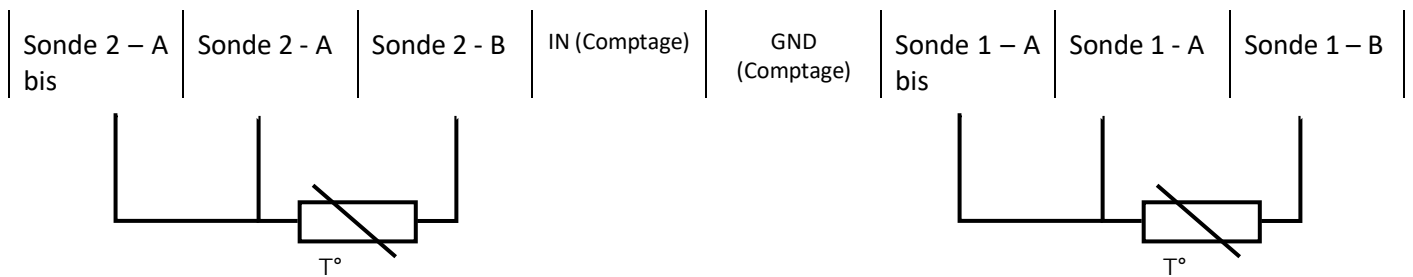 Sonde 2 – A bis
Sonde 2 - A
Sonde 2 - B
IN (Comptage)
GND
(Comptage)
Sonde 1 – A bis
Sonde 1 - A
Sonde 1 – B
T°
T°